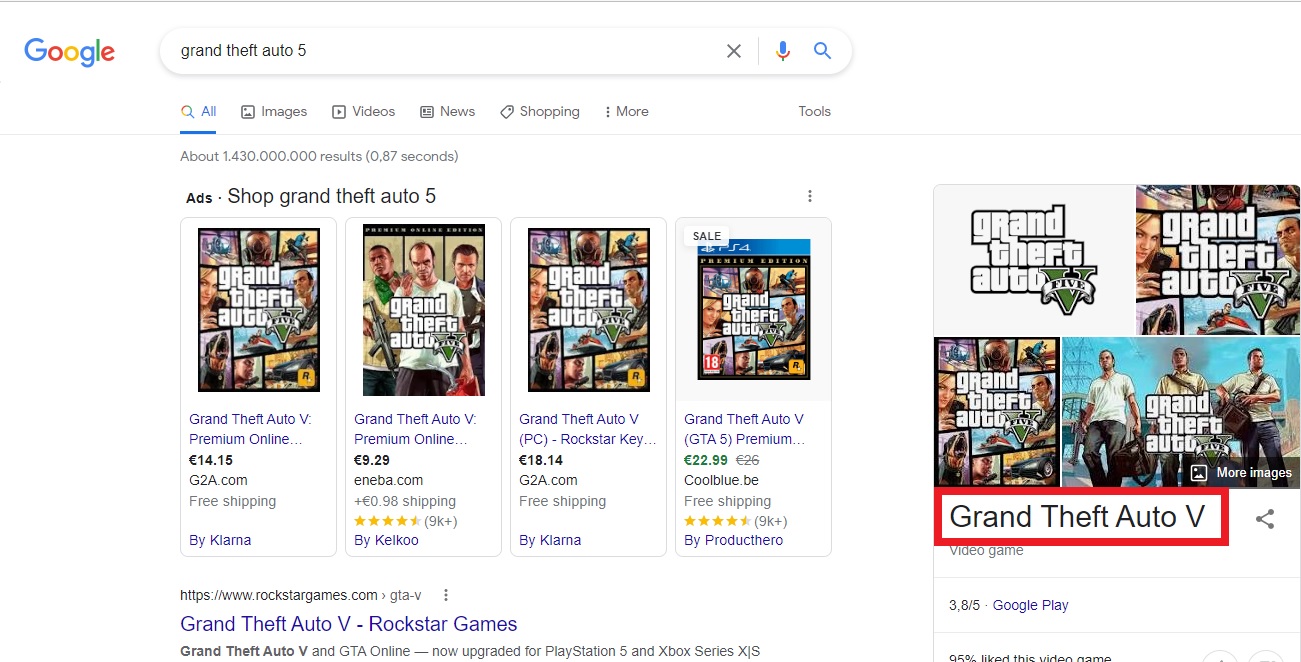 Google
grand theft auto 5
All
Images
Videos
News
Shopping
More
Tools
About 1.430.000.000 results (0,87 seconds)
Ads · Shop grand theft auto 5
grand
theft
auto
FIVE
V
R
Grand Theft Auto V:
Premium Online...
€14.15
G2A.com
Free shipping
By Klarna
PREMIUM ONLINE EDITION
grand
theft
auto
FIVE
V
Grand Theft Auto V:
Premium Online...
€9.29
eneba.com
+€0.98 shipping
(9k+)
By Kelkoo
grand
theft
auto
FIVE
V
R
Grand Theft Auto V
(PC) - Rockstar Key...
€18.14
G2A.com
Free shipping
By Klarna
SALE
PS4
PREMIUM EDITION
grand
theft
auto
FIVE
V
18
R
Grand Theft Auto V
(GTA 5) Premium...
€22.99 €26
Coolblue.be
Free shipping
(9k+)
By Producthero
https://www.rockstargames.com › gta-v
Grand Theft Auto V - Rockstar Games
Grand Theft Auto V and GTA Online — now upgraded for PlayStation 5 and Xbox Series X|S
grand
theft
auto
FIVE
V
grand
theft
auto
FIVE
V
grand
theft
auto
FIVE
V
grand
theft
auto
FIVE
V
More images
Grand Theft Auto V
Video game
3,8/5 · Google Play
95% liked this video game